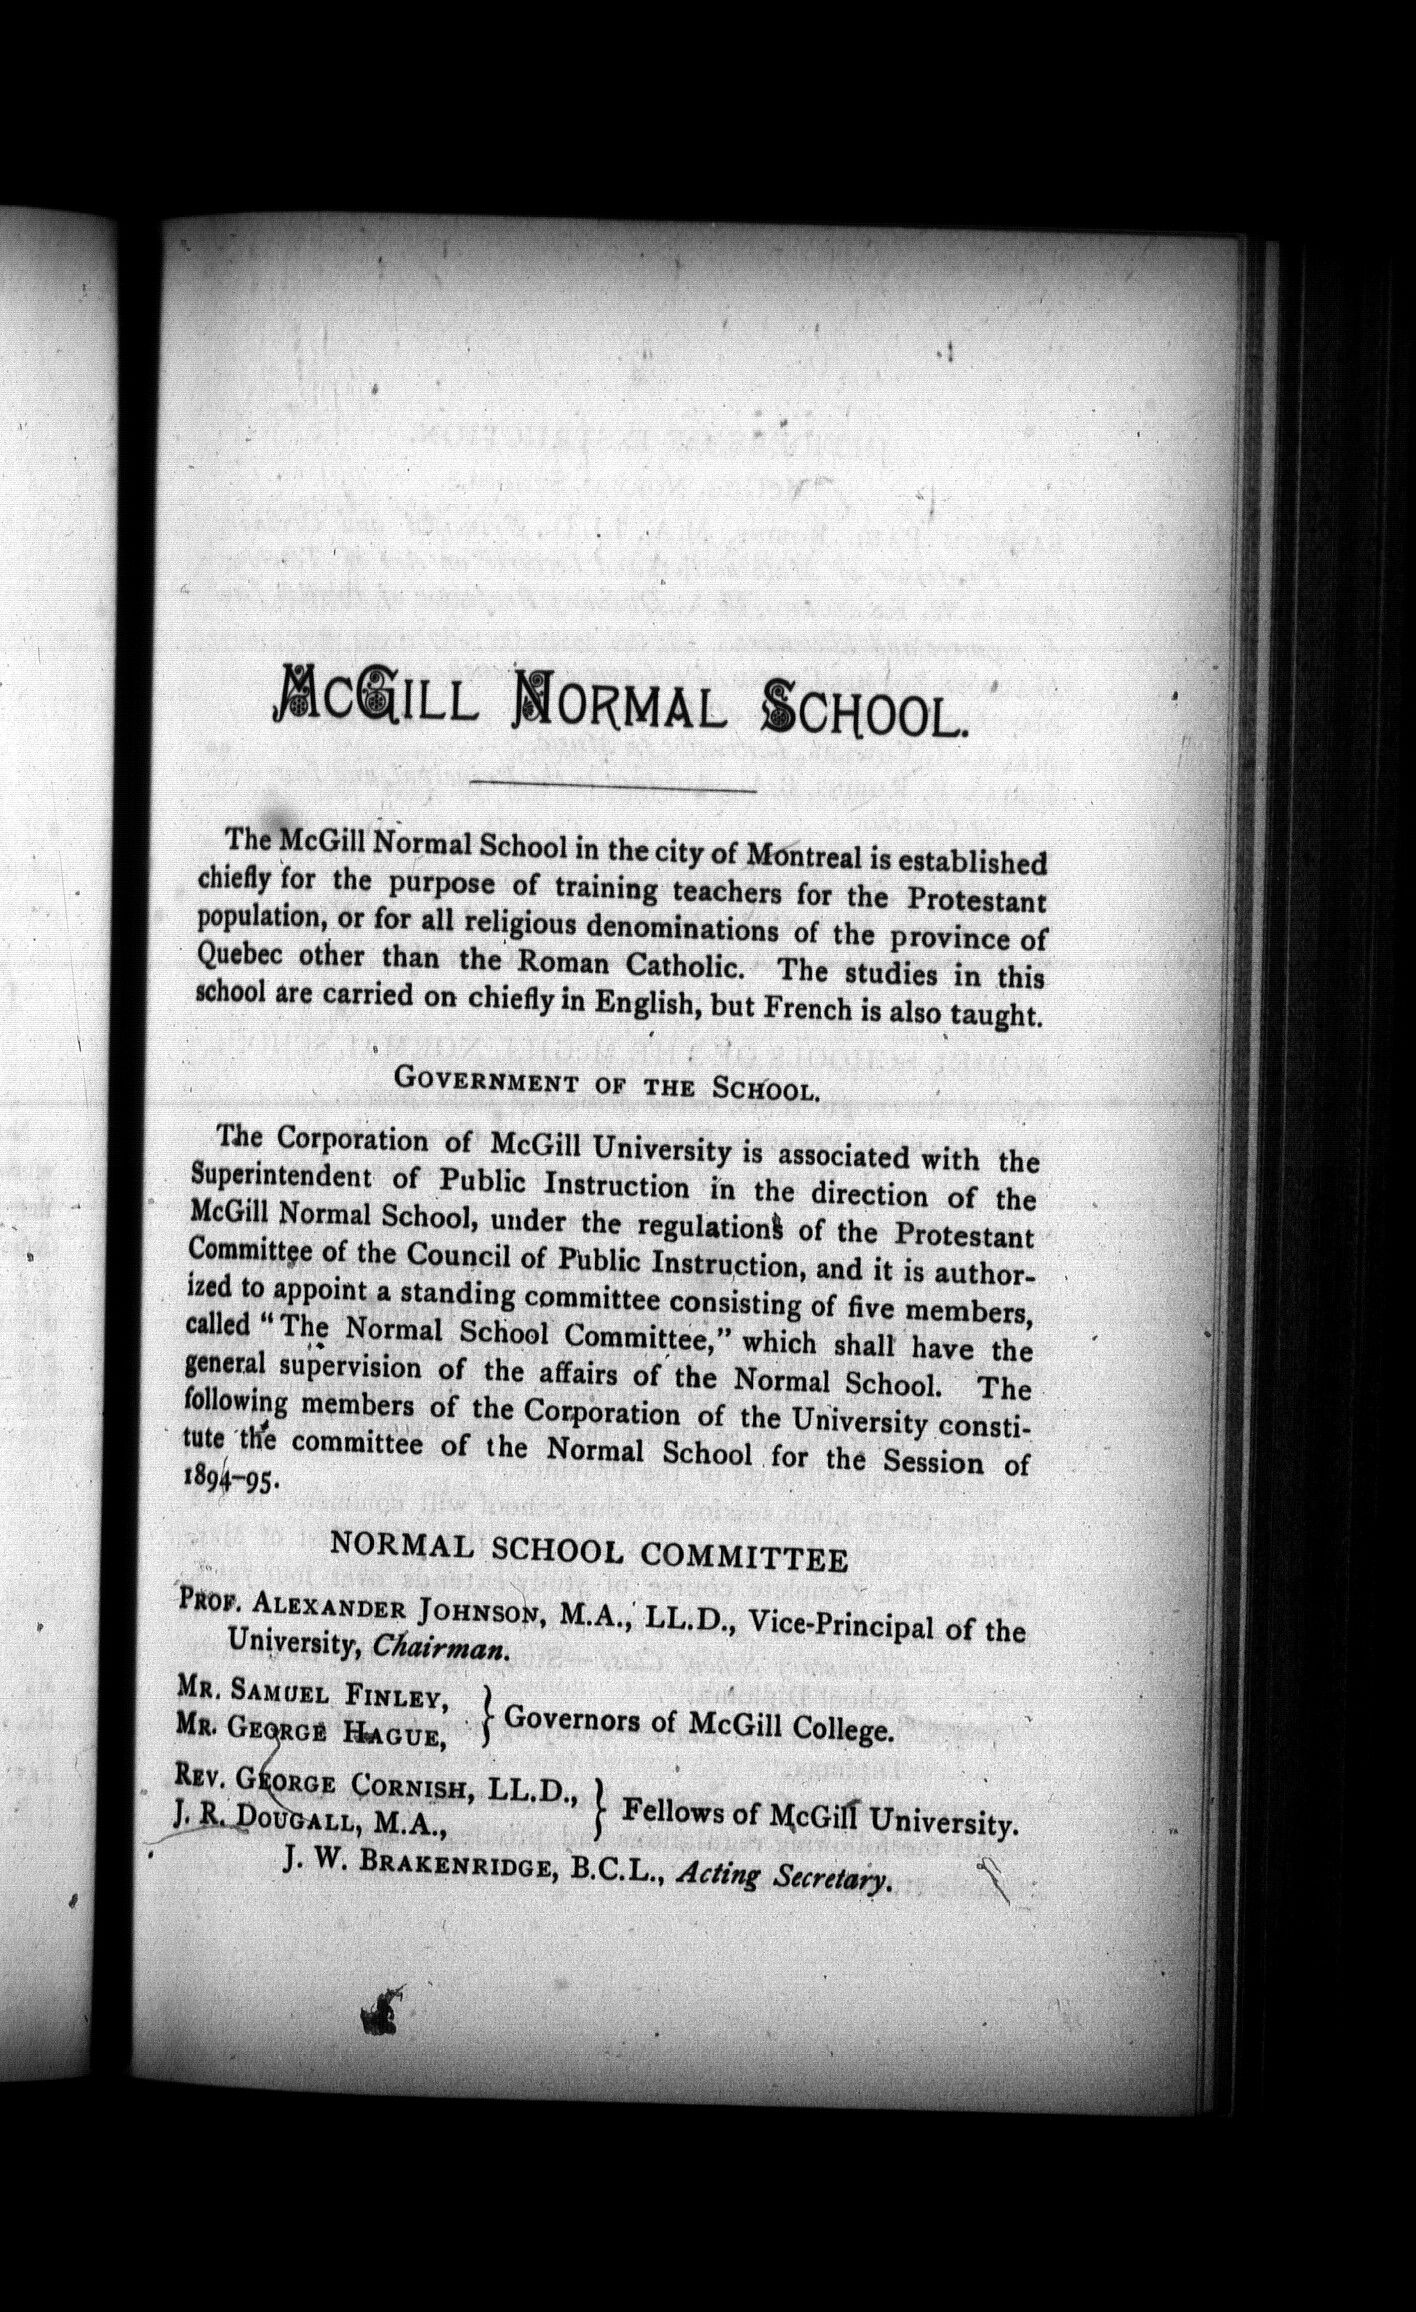 McGill Normal School.
The McGill Normal School in the city of Montreal is established
chiefly for the purpose of training teachers for the Protestant
population, or for all religious denominations of the province of
Quebec other than the Roman Catholic. The studies in this
school are carried on chiefly in English, but French is also taught.
Government of the School.
The Corporation of McGill University is associated with the
Superintendent of Public Instruction in the direction of the
McGill Normal School, under the regulations of the Protestant
Committee of the Council of Public Instruction, and it is author-
ized to appoint a standing committee consisting of five members,
called "The Normal School Committee," which shall have the
general supervision of the affairs of the Normal School. The
following members of the Corporation of the University consti-
tute the committee of the Normal School for the Session of
1894-95.
NORMAL SCHOOL COMMITTEE
Prof. Alexander Johnson, M.A., LL.D., Vice-Principal of the
University, Chairman.
Mr. Samuel Finley,
Mr. George Hague,
} Governors of McGill College.
Rev. George Cornish, LL.D.,
J. R. Dougall, M.A.,
} Fellows of McGill University.
J. W. Brakenridge, B.C.L., Acting Secretary.